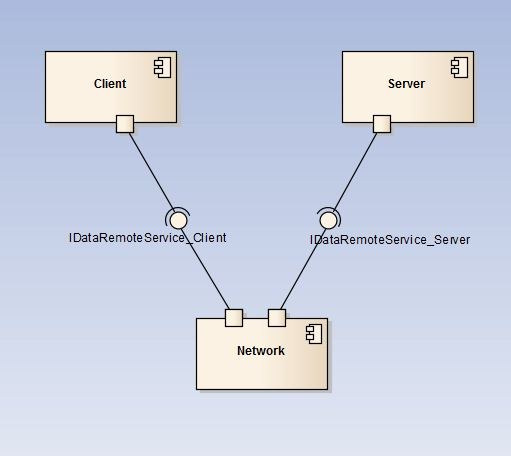 Client
Server
IDataRemoteService_Client
IDataRemoteService_Server
Network